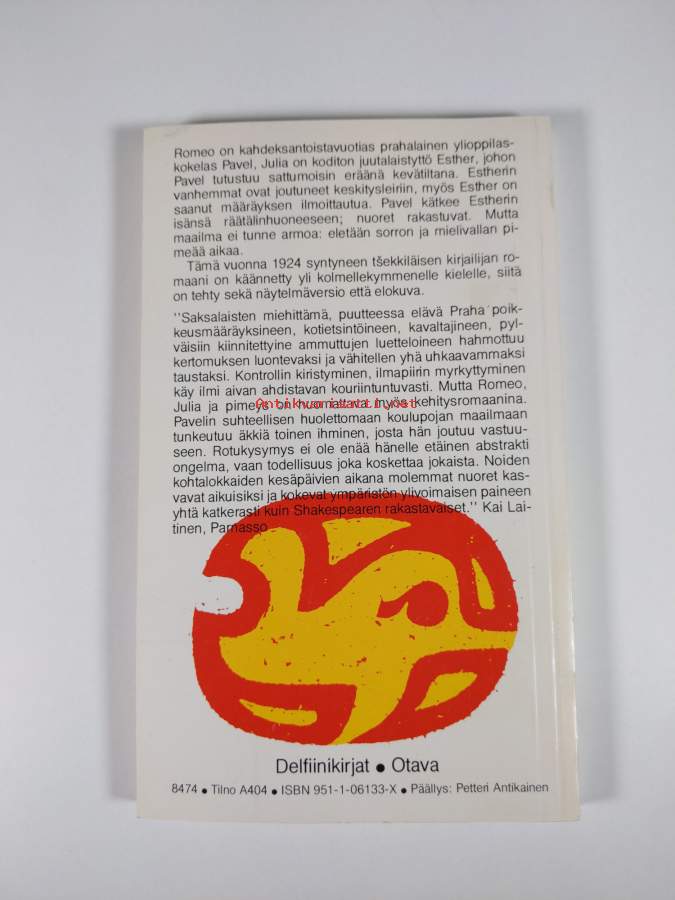 Romeo on kahdeksantoistavuotias prahalainen ylioppilas-
kokelas Pavel, Julia on koditon juutalaistyttö Esther, johon
Pavel tutustuu sattumoisin eräänä kevätiltana. Estherin
vanhemmat ovat joutuneet keskitysleiriin, myös Esther on
saanut määräyksen ilmoittautua. Pavel kätkee Estherin
isänsä räätälinhuoneeseen; nuoret rakastuvat. Mutta
maailma ei tunne armoa: eletään sorron ja mielivallan pi-
meää aikaa.
Tämä vuonna 1924 syntyneen tšekkiläisen kirjailijan ro-
maani on käännetty yli kolmellekymmenelle kielelle, siitä
on tehty sekä näytelmäversio että elokuva.
"Saksalaisten miehittämä, puutteessa elävä Praha poik-
keusmääräyksineen, kotietsintöineen, kavaltajineen, pyl-
väisiin kiinnitettyine ammuttujen luetteloineen hahmottuu
kertomuksen luontevaksi ja vähitellen yhä uhkaavammaksi
taustaksi. Kontrollin kiristyminen, ilmapiirin myrkyttyminen
käy ilmi aivan ahdistavan kouriintuntuvasti. Mutta Romeo,
Julia ja pimeys on huomattava myös kehitysromaanina.
Antikvariaatti.net
Pavelin suhteellisen huolettomaan koulupojan maailmaan
tunkeutuu äkkiä toinen ihminen, josta hän joutuu vastuu-
seen. Rotukysymys ei ole enää hänelle etäinen abstrakti
ongelma, vaan todellisuus joka koskettaa jokaista. Noiden
kohtalokkaiden kesäpäivien aikana molemmat nuoret kas-
vavat aikuisiksi ja kokevat ympäristön ylivoimaisen paineen
yhtä katkerasti kuin Shakespearen rakastavaiset." Kai Lai-
tinen, Parnasso
Delfiinikirjat ● Otava
8474 ● Tilno A404 ● ISBN 951-1-06133-X ● Päällys: Petteri Antikainen